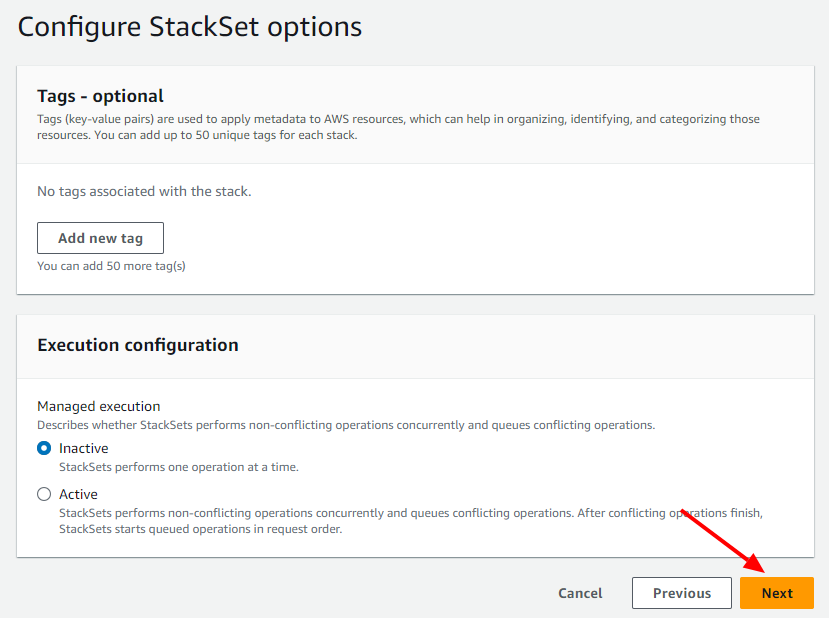 Configure StackSet options
Tags - optional
Tags (key-value pairs) are used to apply metadata to AWS resources, which can help in organizing, identifying, and categorizing those
resources. You can add up to 50 unique tags for each stack.
No tags associated with the stack.
Add new tag
You can add 50 more tag(s)
Execution configuration
Managed execution
Describes whether StackSets performs non-conflicting operations concurrently and queues conflicting operations.
Inactive
StackSets performs one operation at a time.
Active
StackSets performs non-conflicting operations concurrently and queues conflicting operations. After conflicting operations finish,
StackSets starts queued operations in request order.
Cancel
Previous
Next